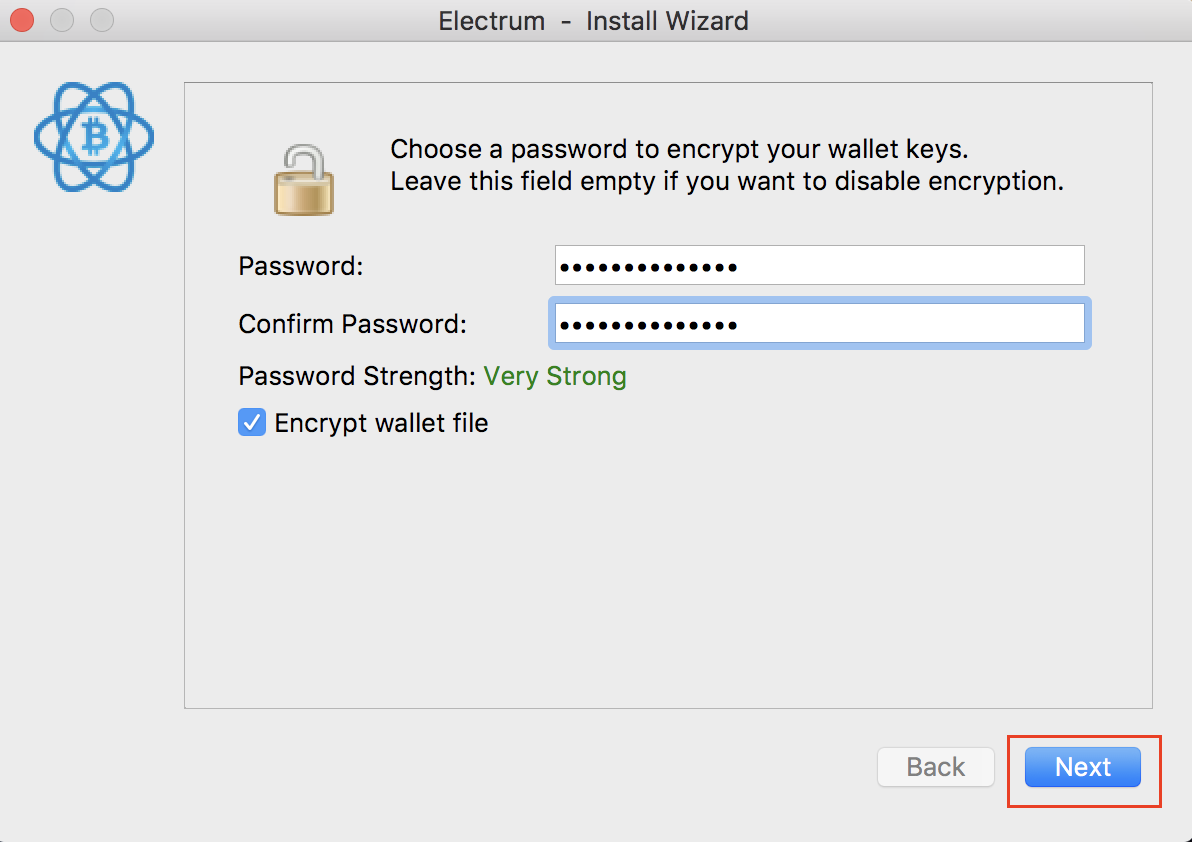 Electrum - Install Wizard
Choose a password to encrypt your wallet keys.
Leave this field empty if you want to disable encryption.
Password: ••••••••••••••
Confirm Password: ••••••••••••••
Password Strength: Very Strong
Encrypt wallet file
Back Next